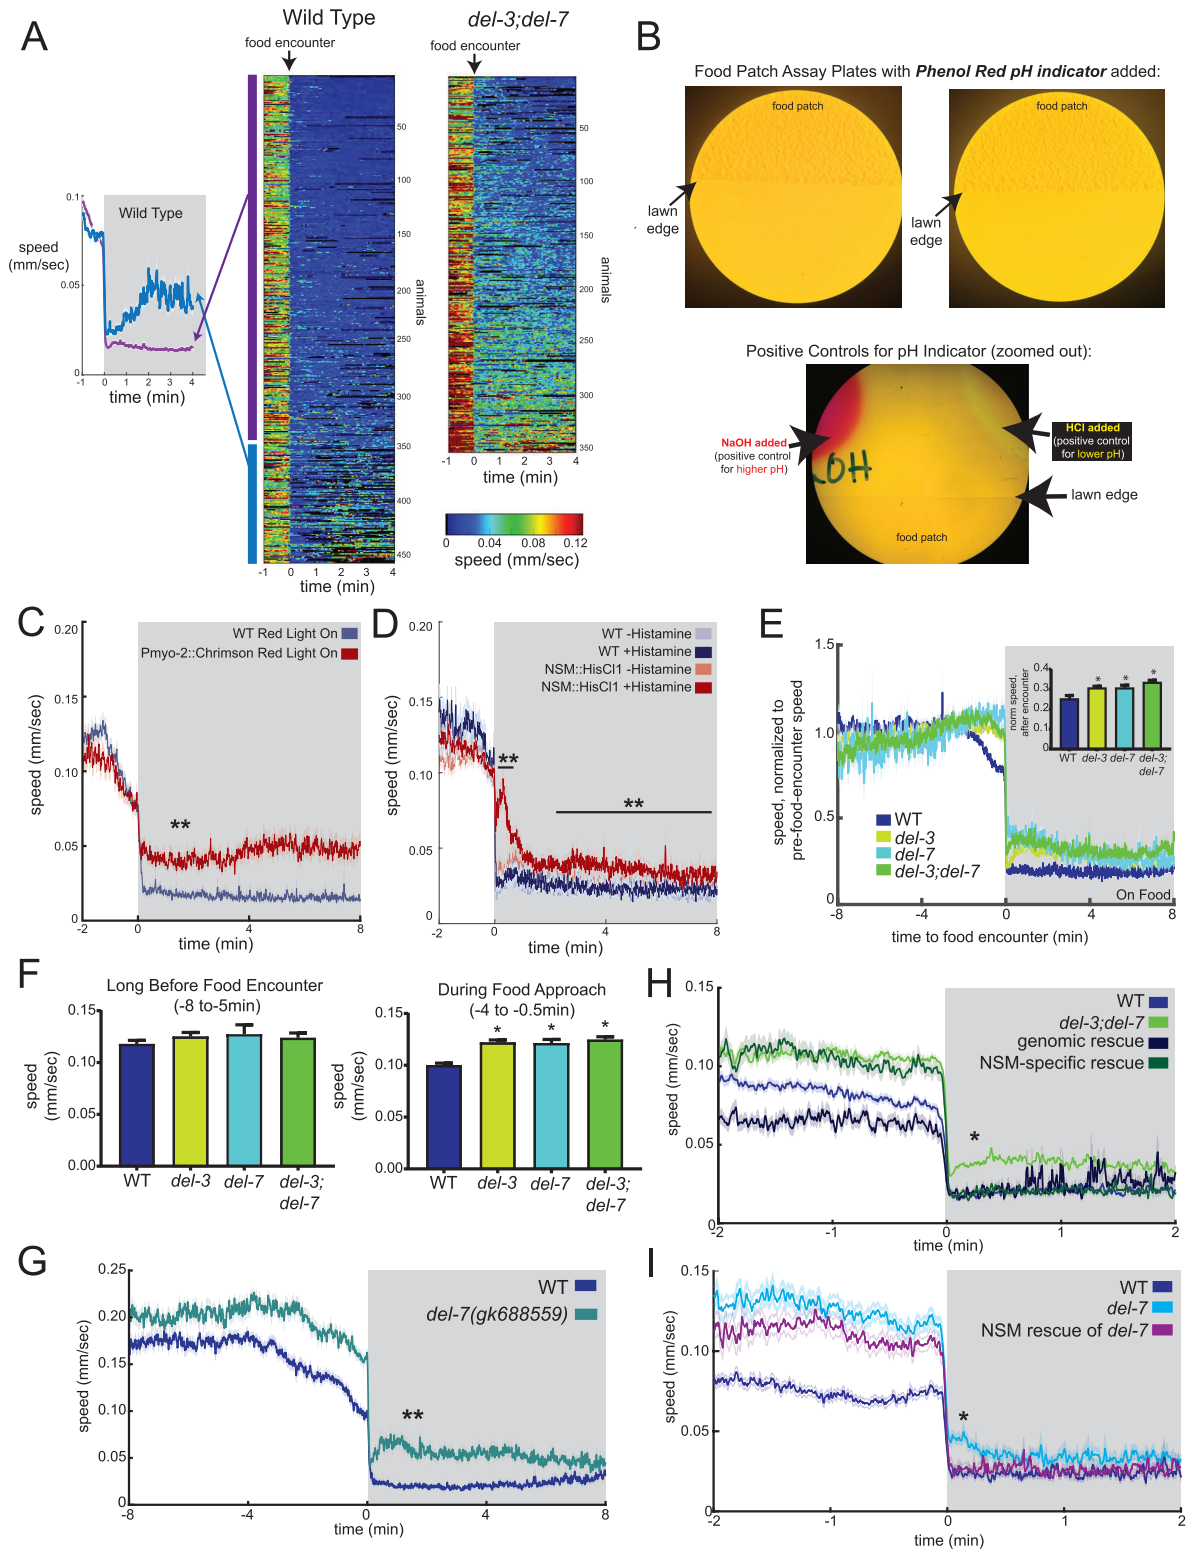 A
Wild Type
del-3;del-7
food encounter
food encounter
50
100
150
200
250
300
350
400
450
animals
-1
0
1
2
3
4
time (min)
50
100
150
200
250
300
350
animals
-1
0
1
2
3
4
time (min)
0
0.04
0.08
0.12
speed (mm/sec)
Wild Type
speed
(mm/sec)
0.1
0.05
0
-1
0
1
2
3
4
time (min)
B
Food Patch Assay Plates with Phenol Red pH indicator added:
food patch
food patch
lawn
edge
lawn
edge
Positive Controls for pH Indicator (zoomed out):
NaOH added
(positive control
for higher pH)
HCl added
(positive control
for lower pH)
OH
lawn edge
food patch
C
0.20
0.15
0.10
0.05
0
speed (mm/sec)
WT Red Light On
Pmyo-2::Chrimson Red Light On
**
-2
0
4
8
time (min)
D
0.20
0.15
0.10
0.05
0
speed (mm/sec)
WT -Histamine
WT +Histamine
NSM::HisCl1 -Histamine
NSM::HisCl1 +Histamine
**
**
-2
0
4
8
time (min)
E
1.5
1.0
0.5
0
speed, normalized to
pre-food-encounter speed
WT
del-3
del-7
del-3;del-7
On Food
-8
-4
0
4
8
time to food encounter (min)
norm speed,
after encounter
0.4
0.3
0.2
0.1
0
*
*
*
WT
del-3
del-7
del-3;
del-7
F
Long Before Food Encounter
(-8 to-5min)
0.15
0.10
0.05
0.00
speed
(mm/sec)
WT
del-3
del-7
del-3;
del-7
During Food Approach
(-4 to -0.5min)
0.15
0.10
0.05
0.00
speed
(mm/sec)
*
*
*
WT
del-3
del-7
del-3;
del-7
G
0.25
0.20
0.15
0.10
0.05
0
speed (mm/sec)
WT
del-7(gk688559)
**
-8
-4
0
4
8
time (min)
H
0.15
0.10
0.05
0
speed (mm/sec)
WT
del-3;del-7
genomic rescue
NSM-specific rescue
*
-2
-1
0
1
2
time (min)
I
0.15
0.10
0.05
0
speed (mm/sec)
WT
del-7
NSM rescue of del-7
*
-2
-1
0
1
2
time (min)